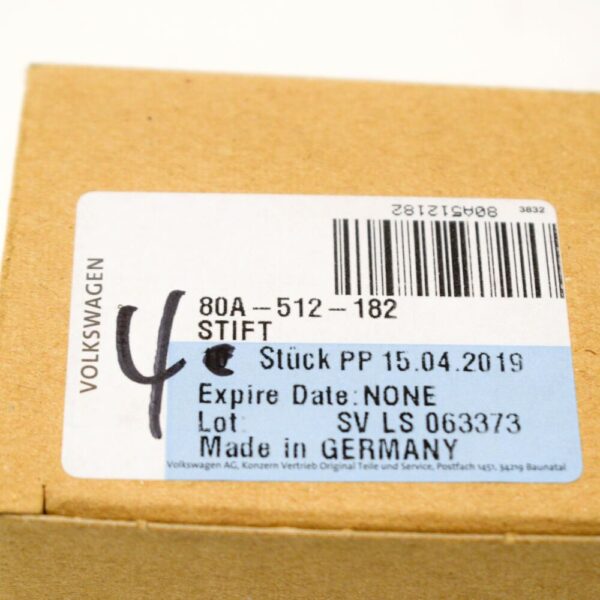 80A512182
3832
VOLKSWAGEN
80A-512-182
STIFT
4
Stück PP 15.04.2019
Expire Date: NONE
Lot SV LS 063373
Made in GERMANY
Volkswagen AG, Konzern Vertrieb Original Teile und Service, Postfach 1451, 34219 Baunatal